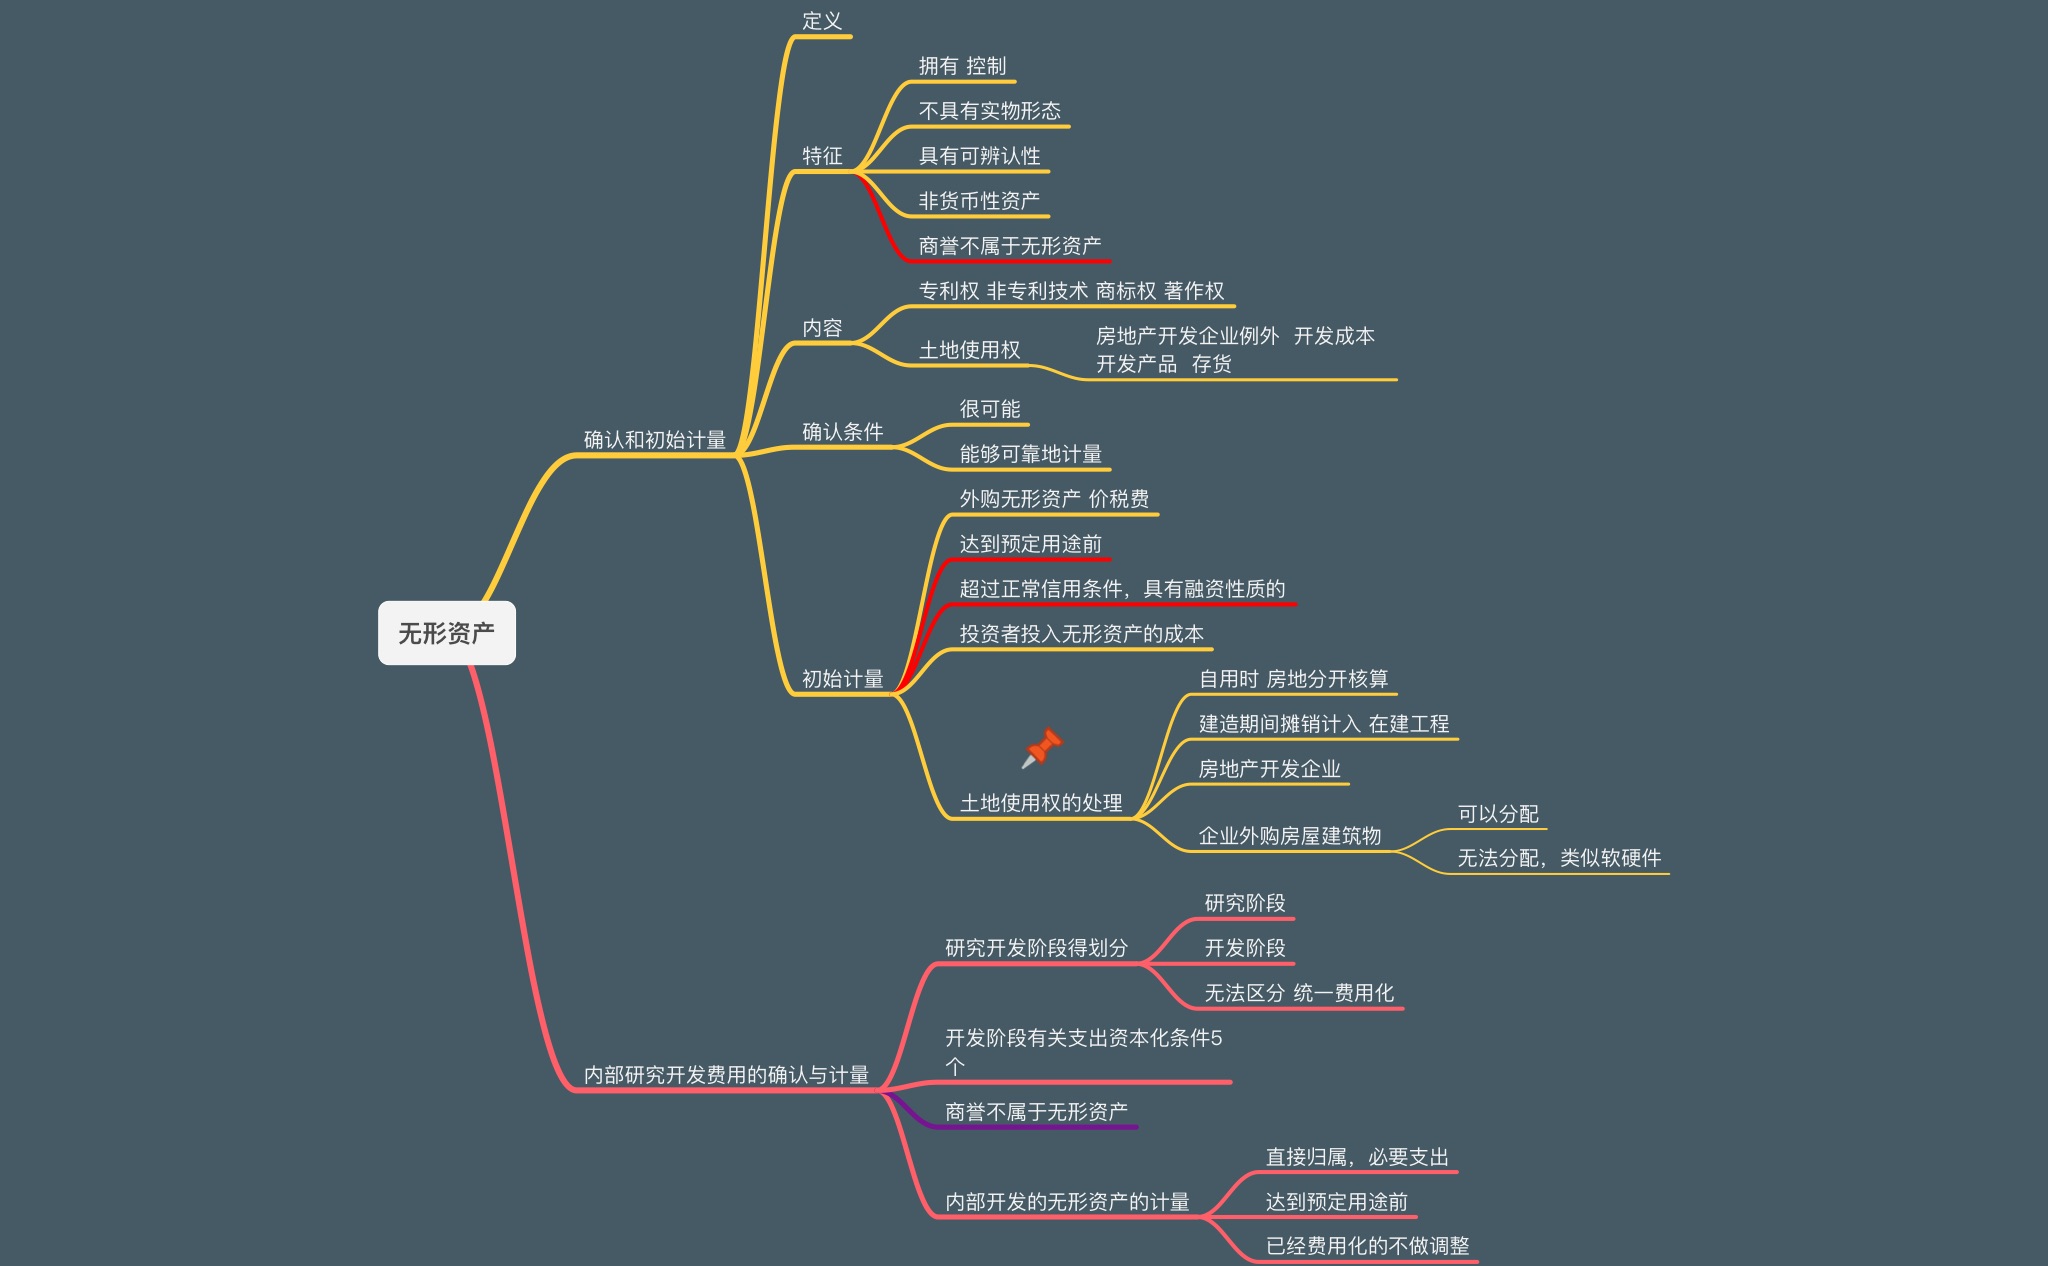 定义
拥有 控制
不具有实物形态
特征
具有可辨认性
非货币性资产
商誉不属于无形资产
专利权 非专利技术 商标权 著作权
内容
土地使用权
房地产开发企业例外 开发成本
开发产品 存货
很可能
确认和初始计量
确认条件
能够可靠地计量
外购无形资产 价税费
达到预定用途前
超过正常信用条件，具有融资性质的
无形资产
投资者投入无形资产的成本
初始计量
自用时 房地分开核算
建造期间摊销计入 在建工程
房地产开发企业
土地使用权的处理
可以分配
企业外购房屋建筑物
无法分配，类似软硬件
研究阶段
研究开发阶段得划分
开发阶段
无法区分 统一费用化
开发阶段有关支出资本化条件5
个
内部研究开发费用的确认与计量
商誉不属于无形资产
直接归属，必要支出
内部开发的无形资产的计量
达到预定用途前
已经费用化的不做调整